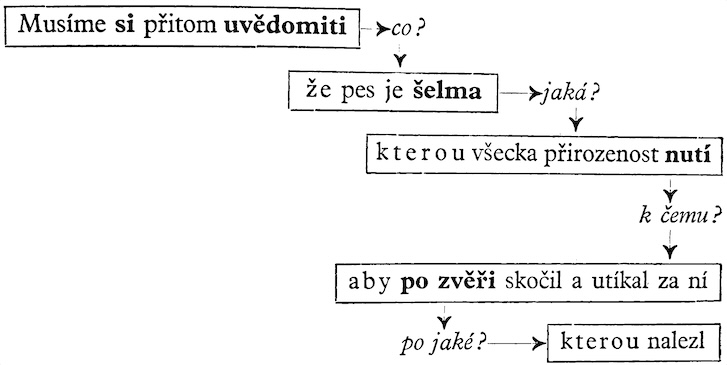 Musíme si přitom uvědomiti co?
že pes je šelma jaká?
kterou všecka přirozenost nutí
k čemu?
aby po zvěři skočil a utíkal za ní
po jaké? kterou nalezl